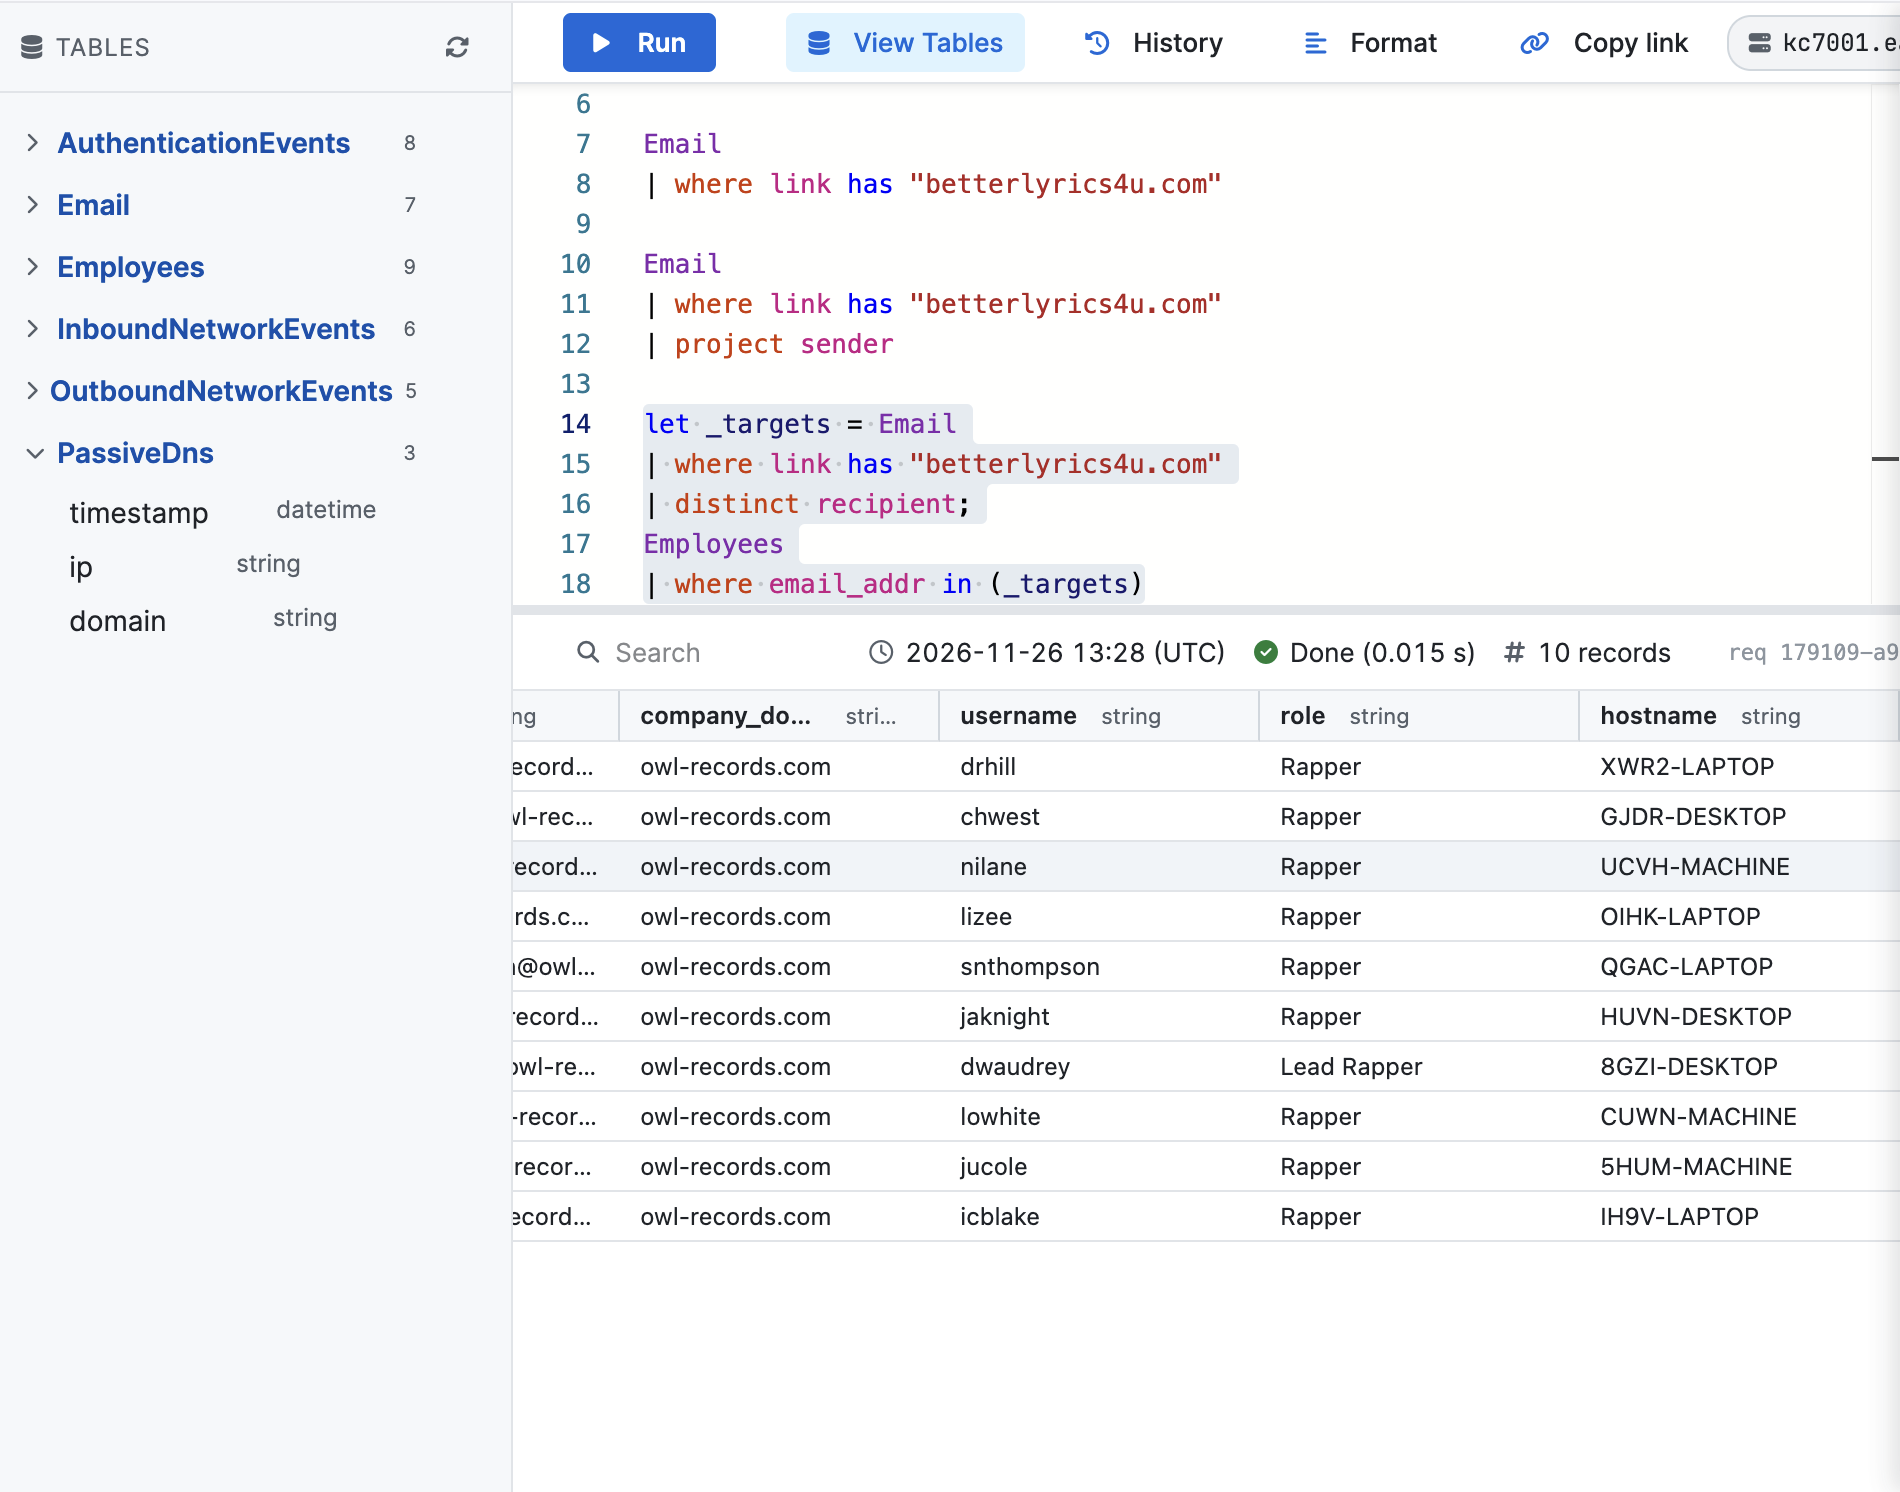 TABLES
AuthenticationEvents 8
Email 7
Employees 9
InboundNetworkEvents 6
OutboundNetworkEvents 5
PassiveDns 3
timestamp datetime
ip string
domain string
Run View Tables History Format Copy link kc7001.ea
6
7 Email
8 | where link has "betterlyrics4u.com"
9
10 Email
11 | where link has "betterlyrics4u.com"
12 | project sender
13
14 let _targets = Email
15 | where link has "betterlyrics4u.com"
16 | distinct recipient;
17 Employees
18 | where email_addr in (_targets)
Search 2026-11-26 13:28 (UTC) Done (0.015 s) # 10 records req 179109-a9
ng company_do... stri... username string role string hostname string
ecord... owl-records.com drhill Rapper XWR2-LAPTOP
wl-rec... owl-records.com chwest Rapper GJDR-DESKTOP
record... owl-records.com nilane Rapper UCVH-MACHINE
rds.c... owl-records.com lizee Rapper OIHK-LAPTOP
@owl... owl-records.com snthompson Rapper QGAC-LAPTOP
record... owl-records.com jaknight Rapper HUVN-DESKTOP
owl-re... owl-records.com dwaudrey Lead Rapper 8GZI-DESKTOP
-recor... owl-records.com lowhite Rapper CUWN-MACHINE
recor... owl-records.com jucole Rapper 5HUM-MACHINE
ecord... owl-records.com icblake Rapper IH9V-LAPTOP